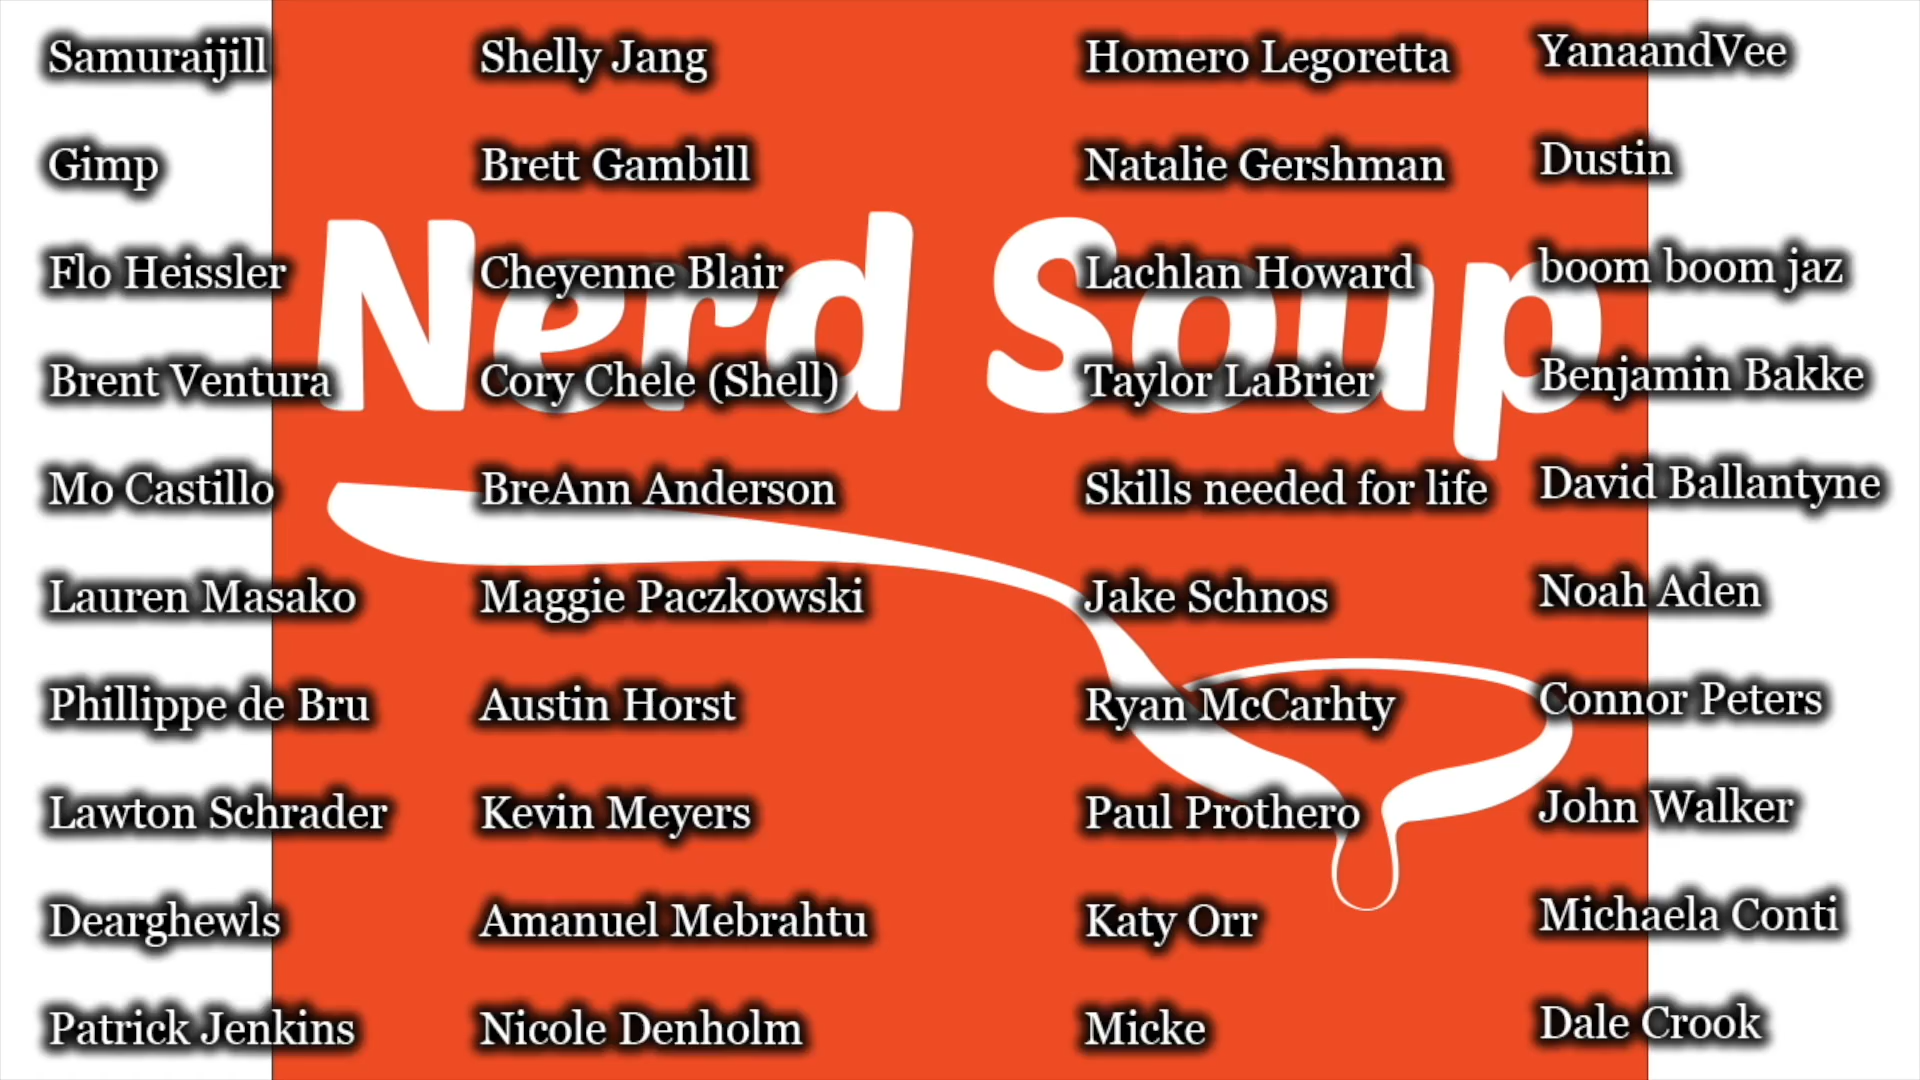 Samuraijill
Gimp
Flo Heissler
Brent Ventura
Mo Castillo
Lauren Masako
Phillippe de Bru
Lawton Schrader
Dearghewls
Patrick Jenkins
Shelly Jang
Brett Gambill
Cheyenne Blair
Cory Chele (Shell)
BreAnn Anderson
Maggie Paczkowski
Austin Horst
Kevin Meyers
Amanuel Mebrahtu
Nicole Denholm
Homero Legoretta
Natalie Gershman
Lachlan Howard
Taylor LaBrier
Skills needed for life
Jake Schnos
Ryan McCarhty
Paul Prothero
Katy Orr
Micke
YanaandVee
Dustin
boom boom jaz
Benjamin Bakke
David Ballantyne
Noah Aden
Connor Peters
John Walker
Michaela Conti
Dale Crook
Nerd Soup